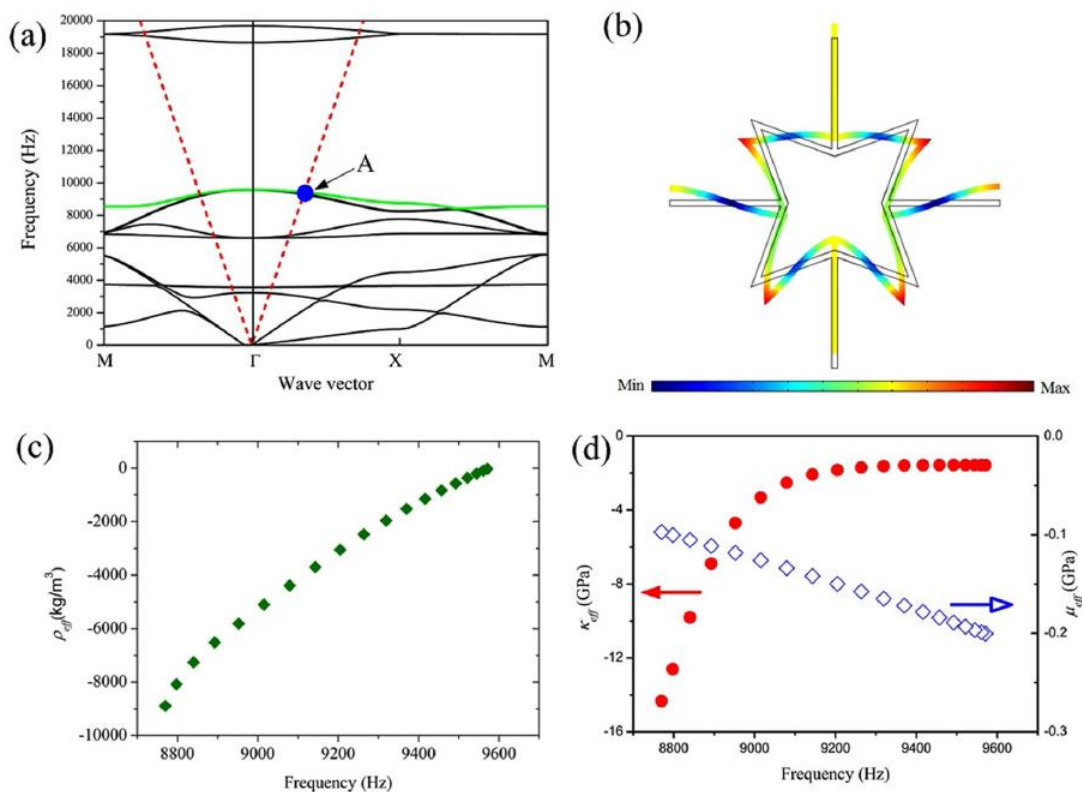 (a)
20000
18000
16000
14000
12000
10000
8000
6000
4000
2000
0
Frequency (Hz)
A
M Γ X M
Wave vector
(b)
Min Max
(c)
0
-2000
-4000
-6000
-8000
-10000
ρeff(kg/m³)
8800 9000 9200 9400 9600
Frequency (Hz)
(d)
0
-4
-8
-12
-16
κeff (GPa)
0.0
-0.1
-0.2
-0.3
μeff (GPa)
8800 9000 9200 9400 9600
Frequency (Hz)